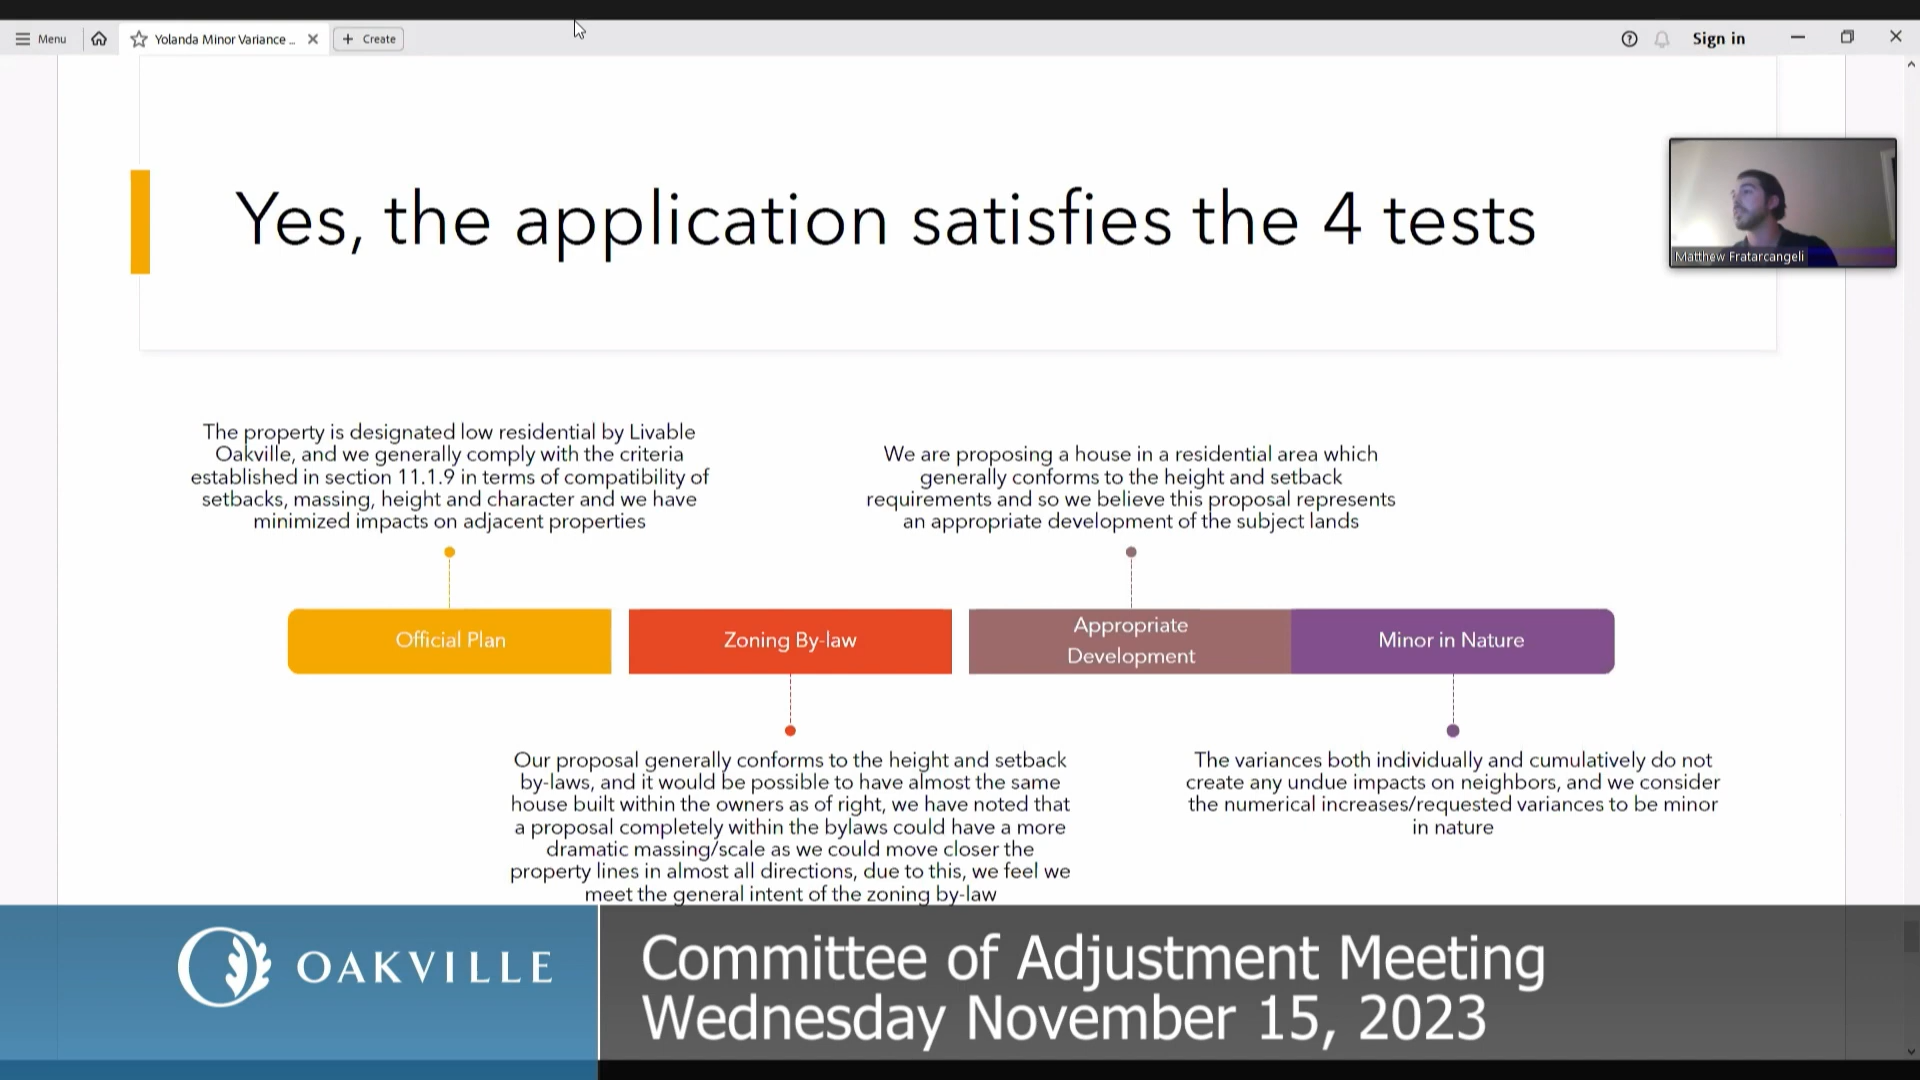 Menu
Yolanda Minor Variance ...
Create
Sign in
Yes, the application satisfies the 4 tests
Matthew Fratarcangeli
The property is designated low residential by Livable
Oakville, and we generally comply with the criteria
established in section 11.1.9 in terms of compatibility of
setbacks, massing, height and character and we have
minimized impacts on adjacent properties
We are proposing a house in a residential area which
generally conforms to the height and setback
requirements and so we believe this proposal represents
an appropriate development of the subject lands
Official Plan
Zoning By-law
Appropriate
Development
Minor in Nature
Our proposal generally conforms to the height and setback
by-laws, and it would be possible to have almost the same
house built within the owners as of right, we have noted that
a proposal completely within the bylaws could have a more
dramatic massing/scale as we could move closer the
property lines in almost all directions, due to this, we feel we
meet the general intent of the zoning by-law
The variances both individually and cumulatively do not
create any undue impacts on neighbors, and we consider
the numerical increases/requested variances to be minor
in nature
OAKVILLE
Committee of Adjustment Meeting
Wednesday November 15, 2023